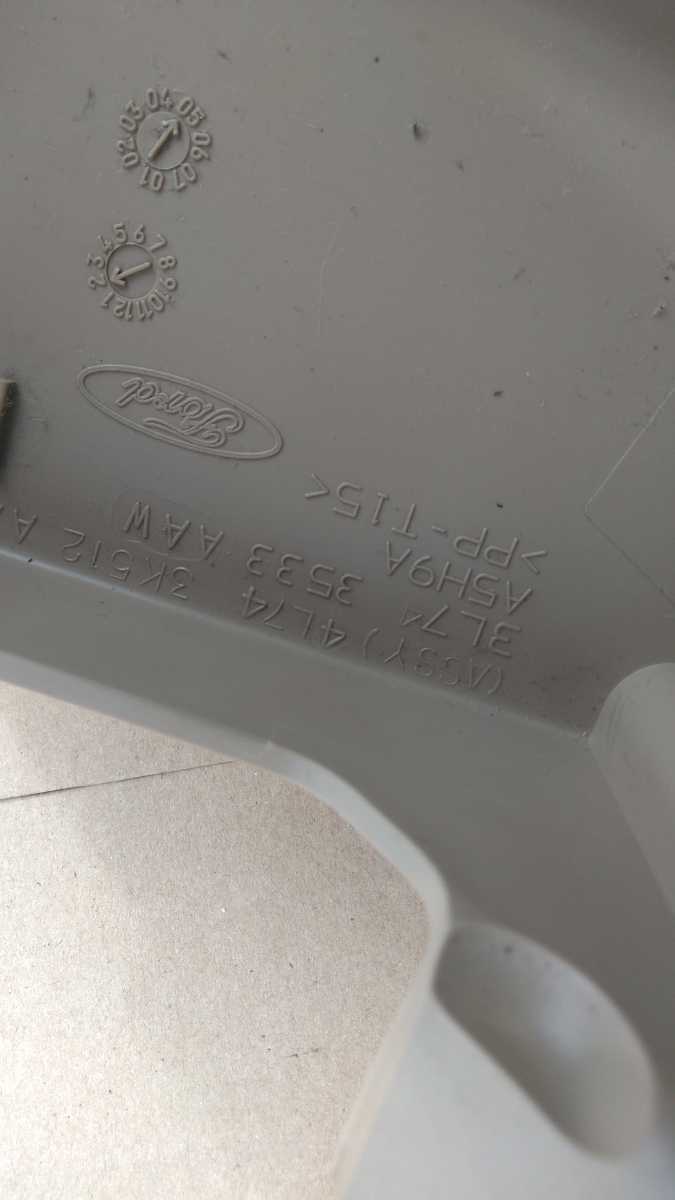 (ASSY) 4L74 3K512
3L74 3533 AAW
A5H9A
>PP-T15<
Ford
1 2 3 4 5 6 7 8 9 10 11 12
01 02 03 04 05 06 07